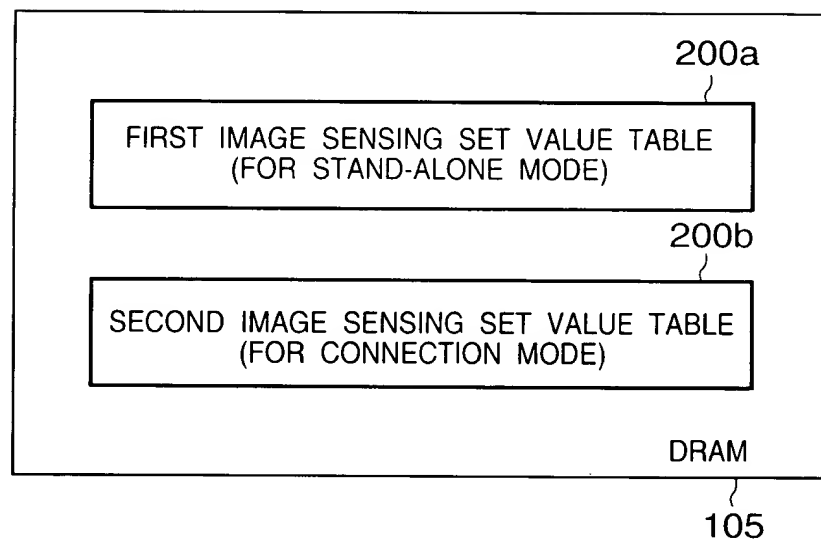 200a
FIRST IMAGE SENSING SET VALUE TABLE
(FOR STAND-ALONE MODE)
200b
SECOND IMAGE SENSING SET VALUE TABLE
(FOR CONNECTION MODE)
DRAM
105